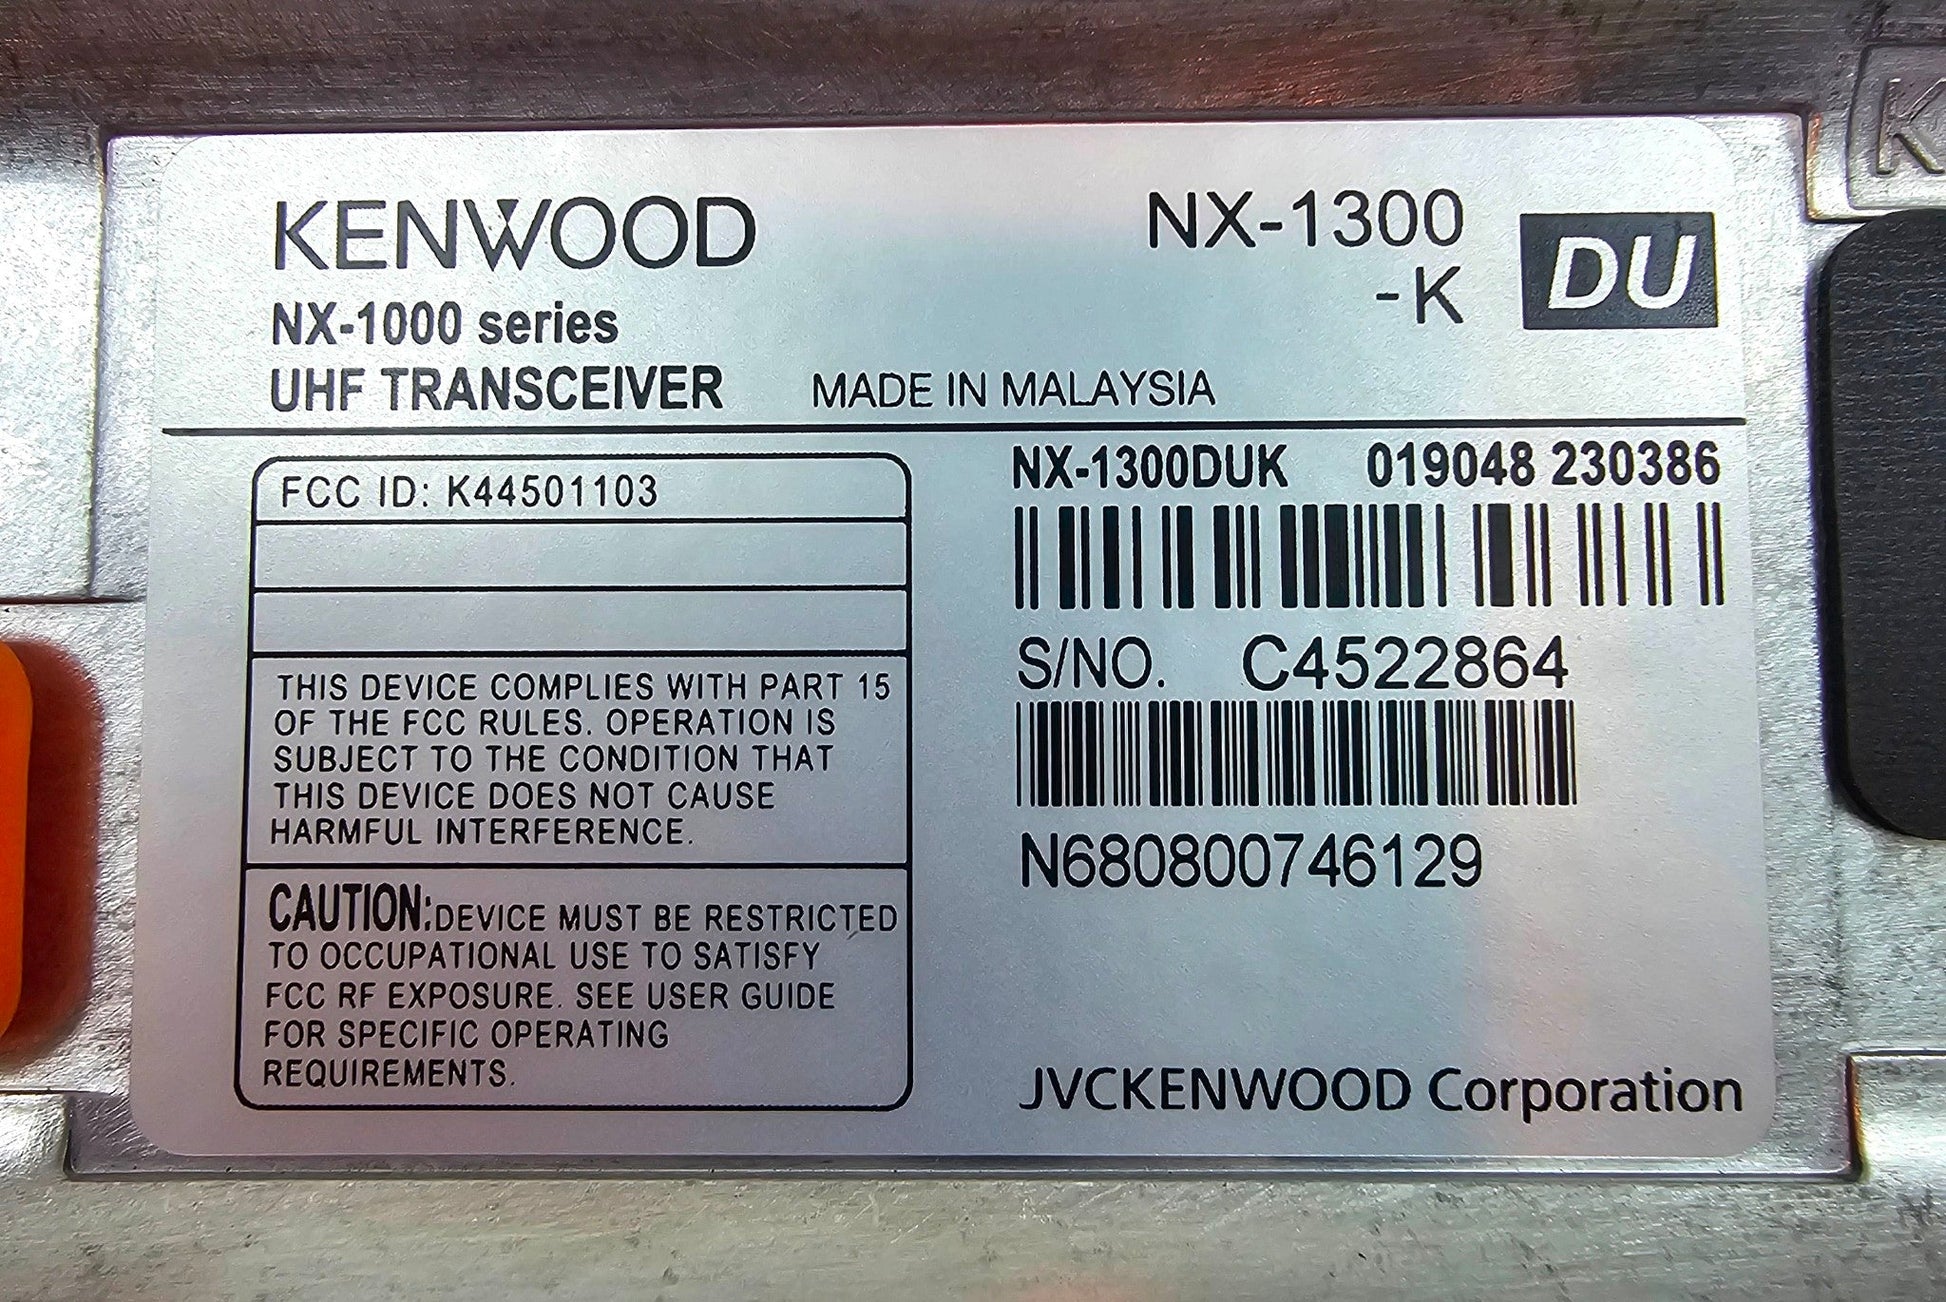 KENWOOD
NX-1000 series
UHF TRANSCEIVER
MADE IN MALAYSIA
NX-1300
-K
DU
FCC ID: K44501103
THIS DEVICE COMPLIES WITH PART 15
OF THE FCC RULES. OPERATION IS
SUBJECT TO THE CONDITION THAT
THIS DEVICE DOES NOT CAUSE
HARMFUL INTERFERENCE.
CAUTION:DEVICE MUST BE RESTRICTED
TO OCCUPATIONAL USE TO SATISFY
FCC RF EXPOSURE. SEE USER GUIDE
FOR SPECIFIC OPERATING
REQUIREMENTS.
NX-1300DUK 019048 230386
S/NO. C4522864
N680800746129
JVCKENWOOD Corporation